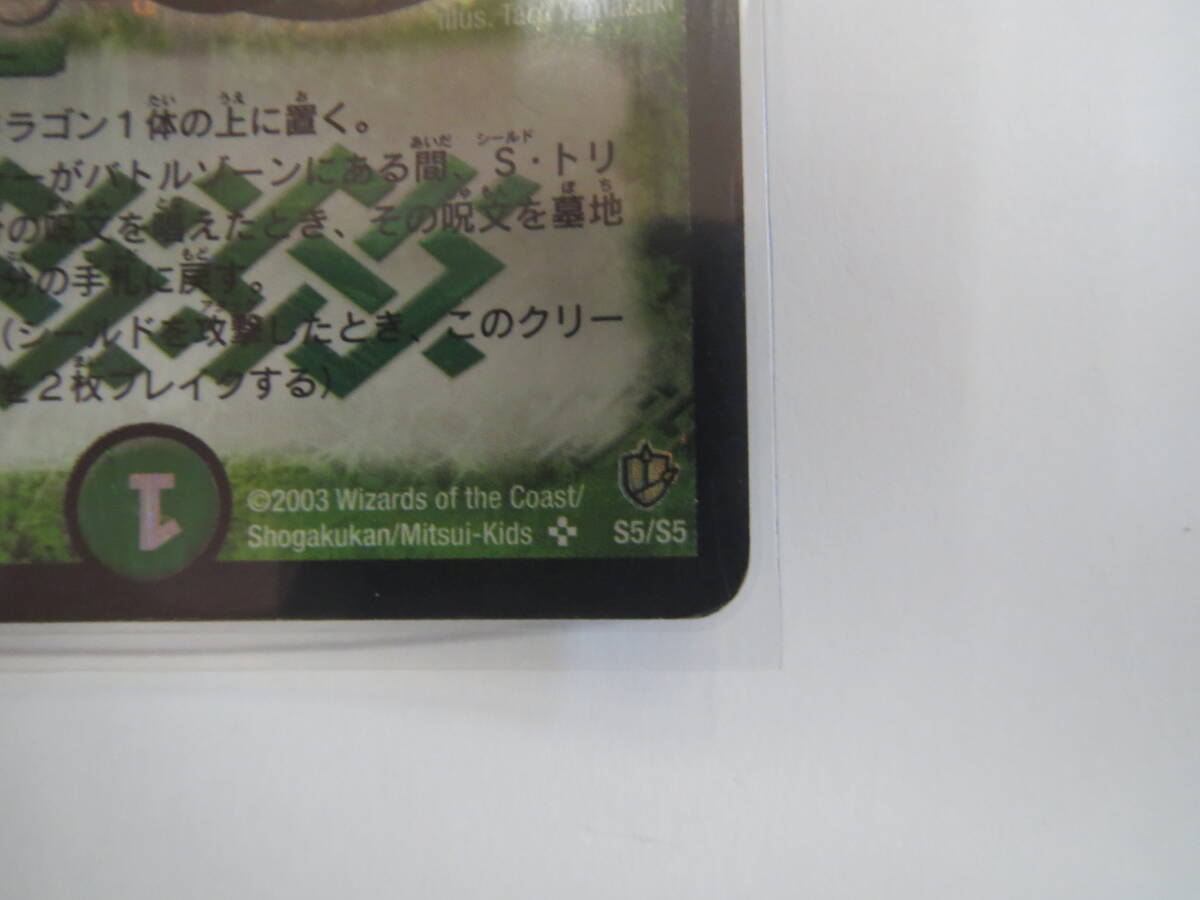 illus.
ー
ラゴン1体の上に置く。
ーがバトルゾーンにある間、S・トリ
の呪文を唱えたとき、その呪文を墓地
分の手札に戻す。
(シールドを攻撃したとき、このクリー
を2枚ブレイクする)
1
©2003 Wizards of the Coast/
Shogakukan/Mitsui-Kids
S5/S5